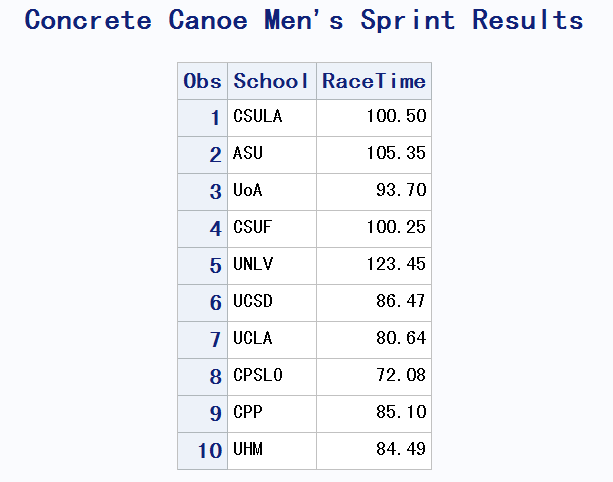 Concrete Canoe Men's Sprint Results
Obs School RaceTime
1 CSULA 100.50
2 ASU 105.35
3 UoA 93.70
4 CSUF 100.25
5 UNLV 123.45
6 UCSD 86.47
7 UCLA 80.64
8 CPSLO 72.08
9 CPP 85.10
10 UHM 84.49